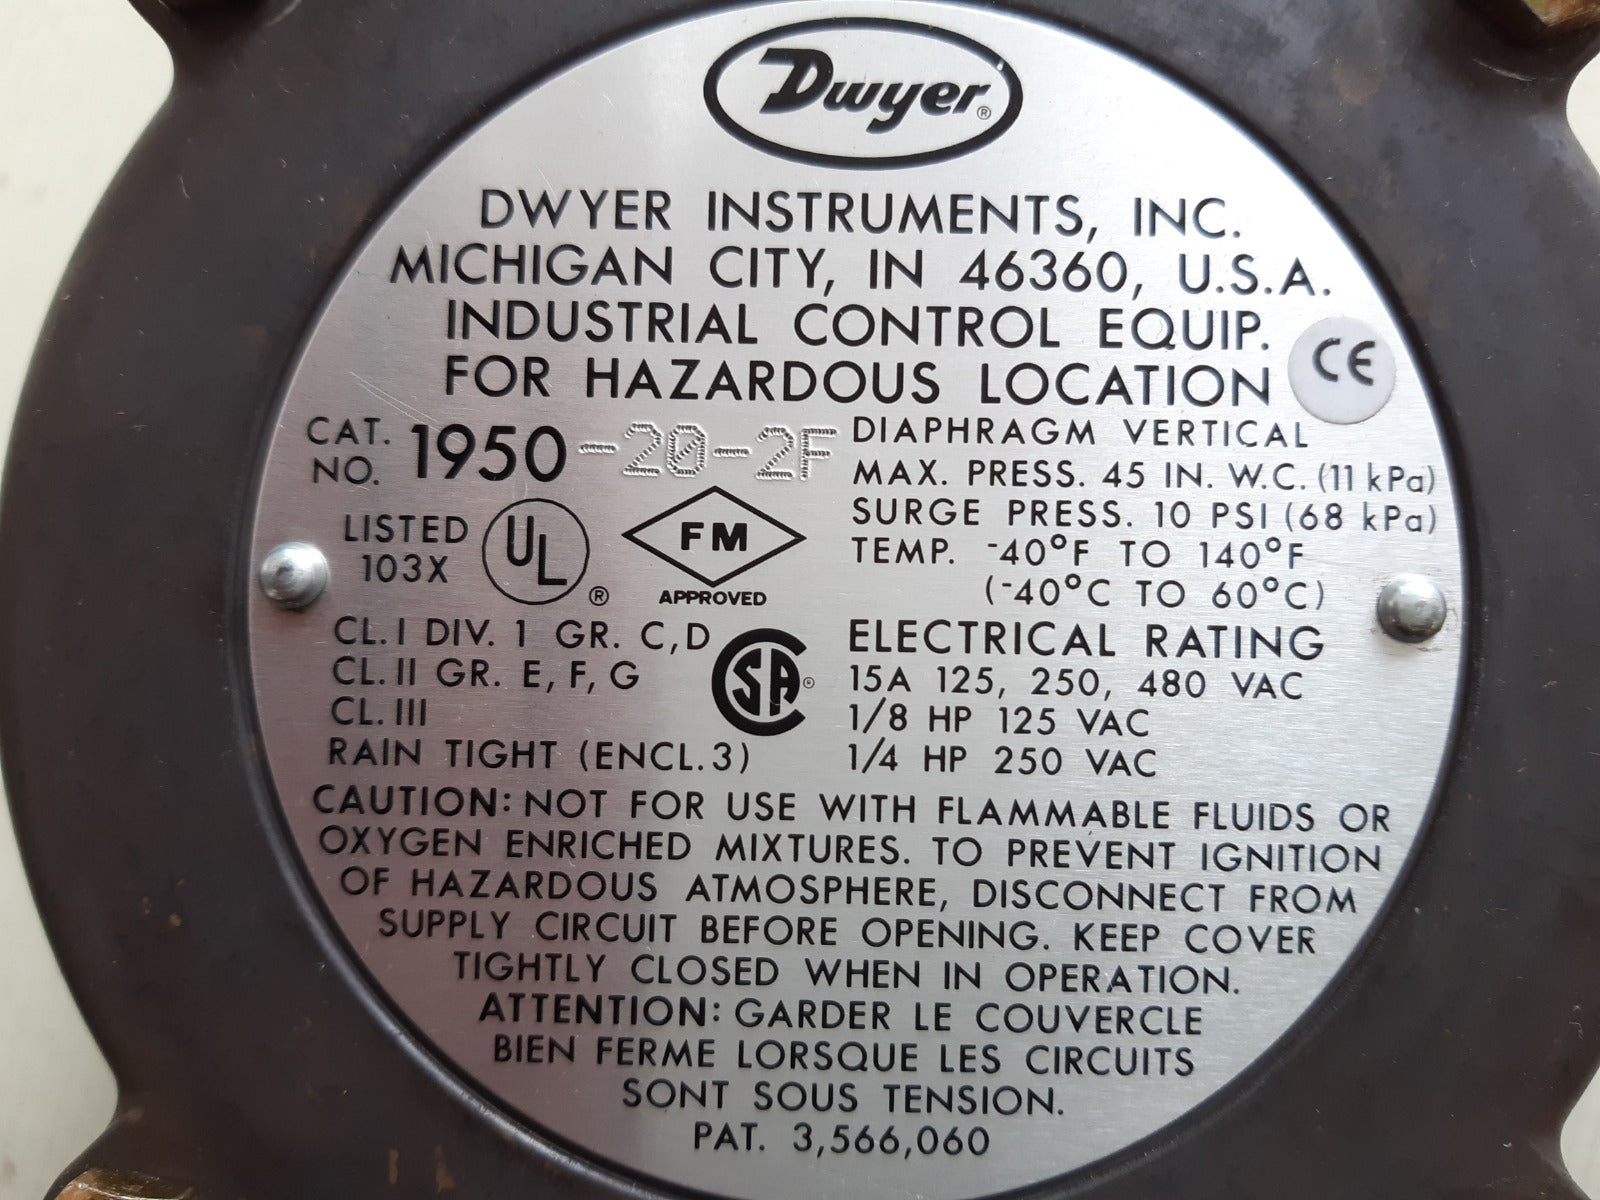 Dwyer®
DWYER INSTRUMENTS, INC.
MICHIGAN CITY, IN 46360, U.S.A.
INDUSTRIAL CONTROL EQUIP.
FOR HAZARDOUS LOCATION
CE
CAT. NO. 1950-20-2F
LISTED 103X
UL®
FM
APPROVED
CL. I DIV. 1 GR. C, D
CL. II GR. E, F, G
CL. III
RAIN TIGHT (ENCL. 3)
CSA®
DIAPHRAGM VERTICAL
MAX. PRESS. 45 IN. W.C. (11 kPa)
SURGE PRESS. 10 PSI (68 kPa)
TEMP. -40°F TO 140°F
(-40°C TO 60°C)
ELECTRICAL RATING
15A 125, 250, 480 VAC
1/8 HP 125 VAC
1/4 HP 250 VAC
CAUTION: NOT FOR USE WITH FLAMMABLE FLUIDS OR
OXYGEN ENRICHED MIXTURES. TO PREVENT IGNITION
OF HAZARDOUS ATMOSPHERE, DISCONNECT FROM
SUPPLY CIRCUIT BEFORE OPENING. KEEP COVER
TIGHTLY CLOSED WHEN IN OPERATION.
ATTENTION: GARDER LE COUVERCLE
BIEN FERME LORSQUE LES CIRCUITS
SONT SOUS TENSION.
PAT. 3,566,060